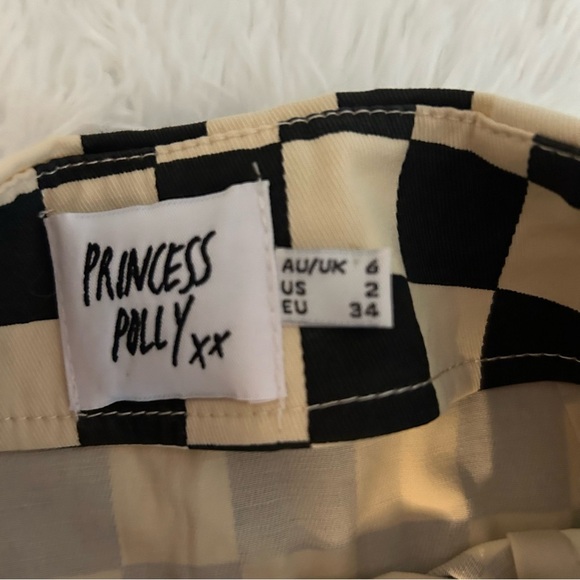 PRINCESS
POLLY xx
AU/UK 6
US 2
EU 34